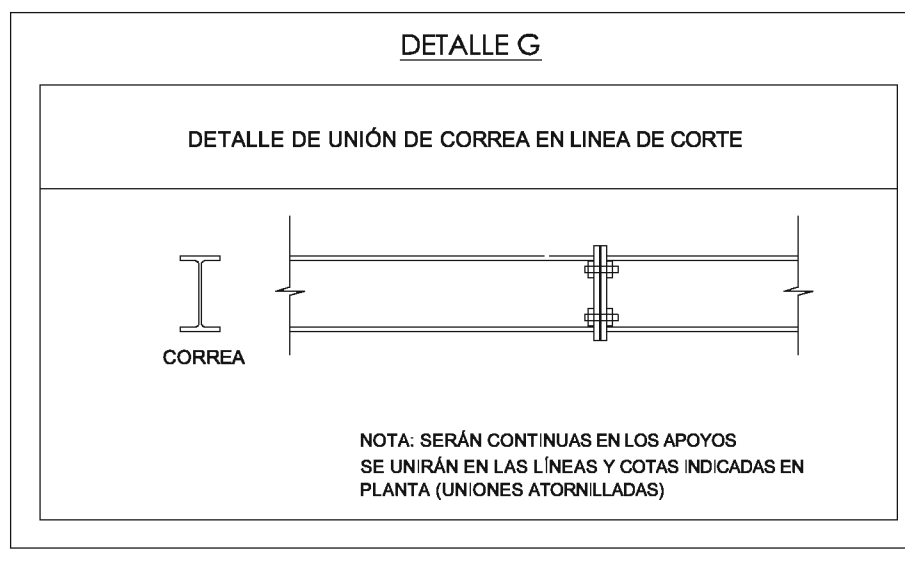 DETALLE G
DETALLE DE UNIÓN DE CORREA EN LINEA DE CORTE
CORREA
NOTA: SERÁN CONTINUAS EN LOS APOYOS
SE UNIRÁN EN LAS LÍNEAS Y COTAS INDICADAS EN
PLANTA (UNIONES ATORNILLADAS)